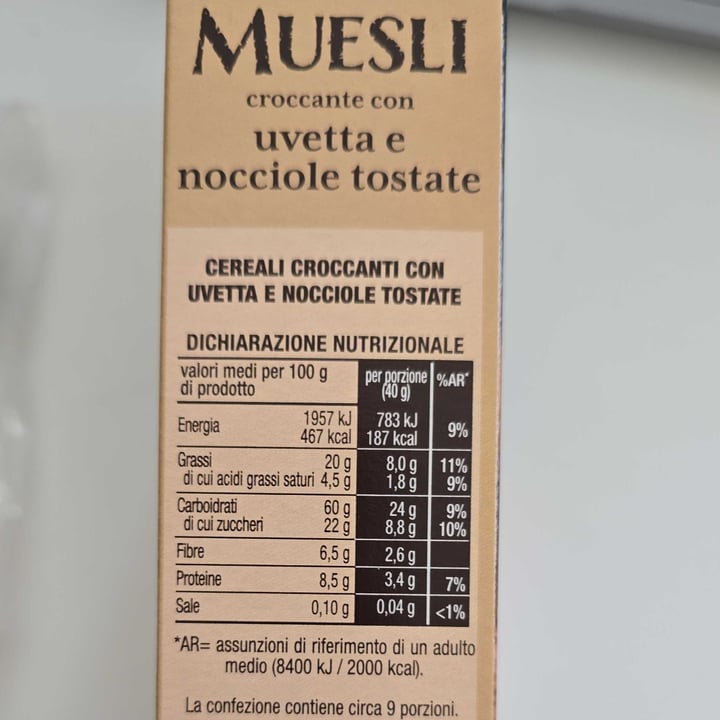 MUESLI
croccante con
uvetta e
nocciole tostate
CEREALI CROCCANTI CON
UVETTA E NOCCIOLE TOSTATE
DICHIARAZIONE NUTRIZIONALE
valori medi per 100 g di prodotto per porzione (40 g) %AR*
Energia 1957 kJ 783 kJ 9%
467 kcal 187 kcal
Grassi 20 g 8,0 g 11%
di cui acidi grassi saturi 4,5 g 1,8 g 9%
Carboidrati 60 g 24 g 9%
di cui zuccheri 22 g 8,8 g 10%
Fibre 6,5 g 2,6 g
Proteine 8,5 g 3,4 g 7%
Sale 0,10 g 0,04 g <1%
*AR= assunzioni di riferimento di un adulto
medio (8400 kJ / 2000 kcal).
La confezione contiene circa 9 porzioni.